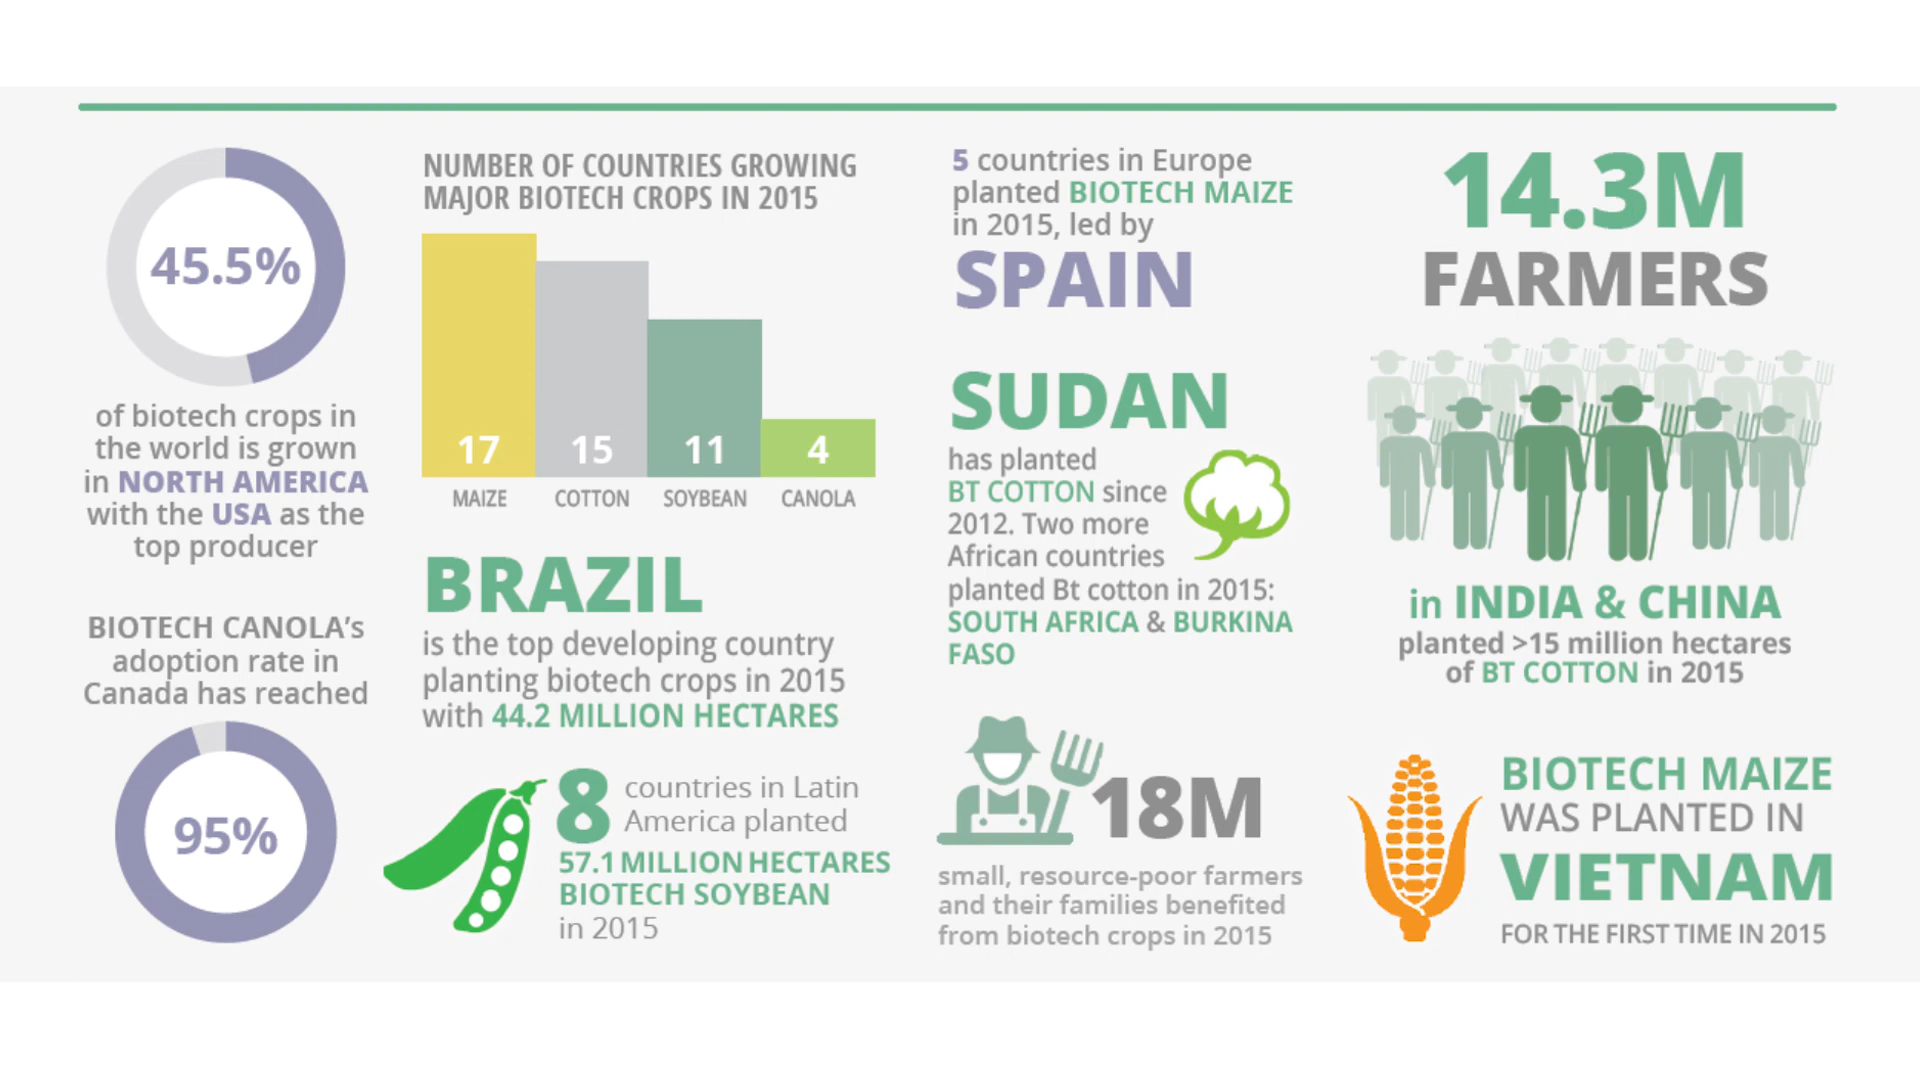 45.5%
of biotech crops in
the world is grown
in NORTH AMERICA
with the USA as the
top producer
BIOTECH CANOLA's
adoption rate in
Canada has reached
95%
NUMBER OF COUNTRIES GROWING
MAJOR BIOTECH CROPS IN 2015
17 15 11 4
MAIZE COTTON SOYBEAN CANOLA
BRAZIL
is the top developing country
planting biotech crops in 2015
with 44.2 MILLION HECTARES
8 countries in Latin
America planted
57.1 MILLION HECTARES
BIOTECH SOYBEAN
in 2015
5 countries in Europe
planted BIOTECH MAIZE
in 2015, led by
SPAIN
SUDAN
has planted
BT COTTON since
2012. Two more
African countries
planted Bt cotton in 2015:
SOUTH AFRICA & BURKINA
FASO
18M
small, resource-poor farmers
and their families benefited
from biotech crops in 2015
14.3M
FARMERS
in INDIA & CHINA
planted >15 million hectares
of BT COTTON in 2015
BIOTECH MAIZE
WAS PLANTED IN
VIETNAM
FOR THE FIRST TIME IN 2015